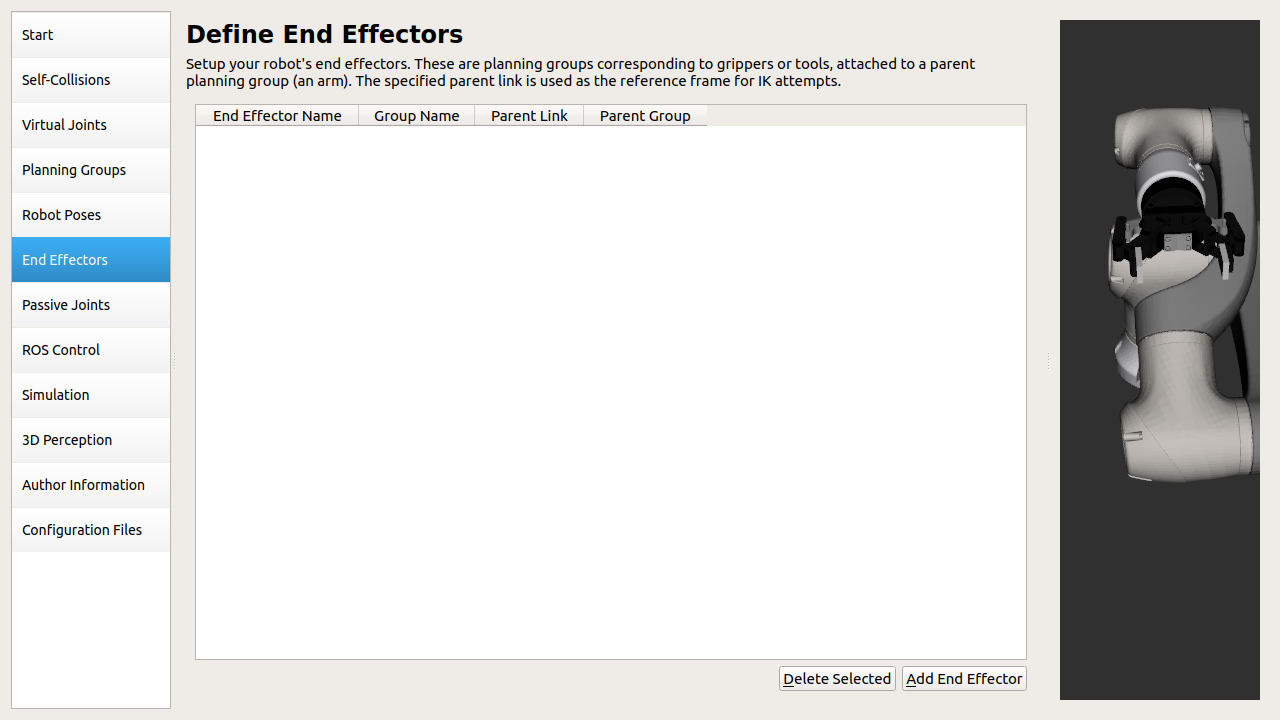 Start
Self-Collisions
Virtual Joints
Planning Groups
Robot Poses
End Effectors
Passive Joints
ROS Control
Simulation
3D Perception
Author Information
Configuration Files
Define End Effectors
Setup your robot's end effectors. These are planning groups corresponding to grippers or tools, attached to a parent
planning group (an arm). The specified parent link is used as the reference frame for IK attempts.
End Effector Name Group Name Parent Link Parent Group
Delete Selected Add End Effector